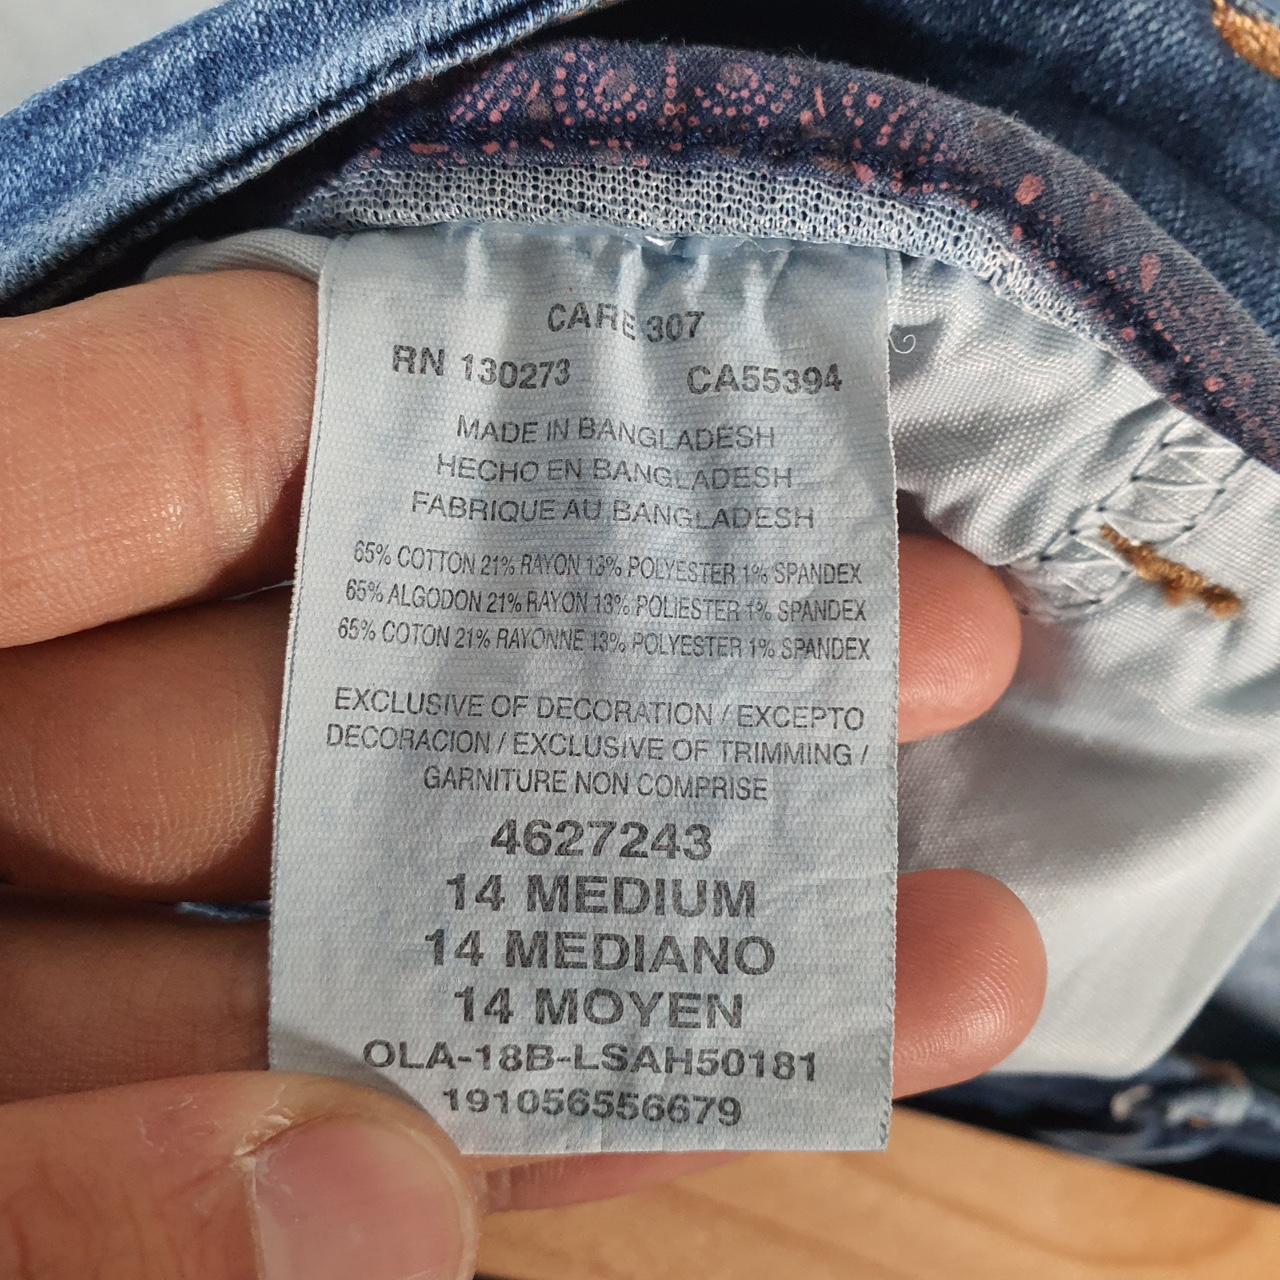 CARE 307
RN 130273 CA55394
MADE IN BANGLADESH
HECHO EN BANGLADESH
FABRIQUE AU BANGLADESH
65% COTTON 21% RAYON 13% POLYESTER 1% SPANDEX
65% ALGODON 21% RAYON 13% POLIESTER 1% SPANDEX
65% COTON 21% RAYONNE 13% POLYESTER 1% SPANDEX
EXCLUSIVE OF DECORATION / EXCEPTO
DECORACION / EXCLUSIVE OF TRIMMING /
GARNITURE NON COMPRISE
4627243
14 MEDIUM
14 MEDIANO
14 MOYEN
OLA-18B-LSAH50181
191056556679